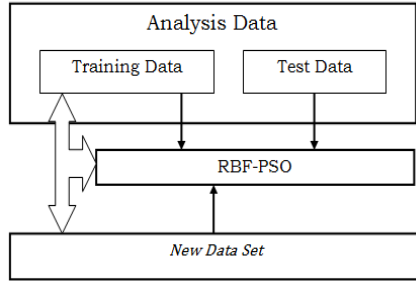 Analysis Data
Training Data
Test Data
RBF-PSO
New Data Set